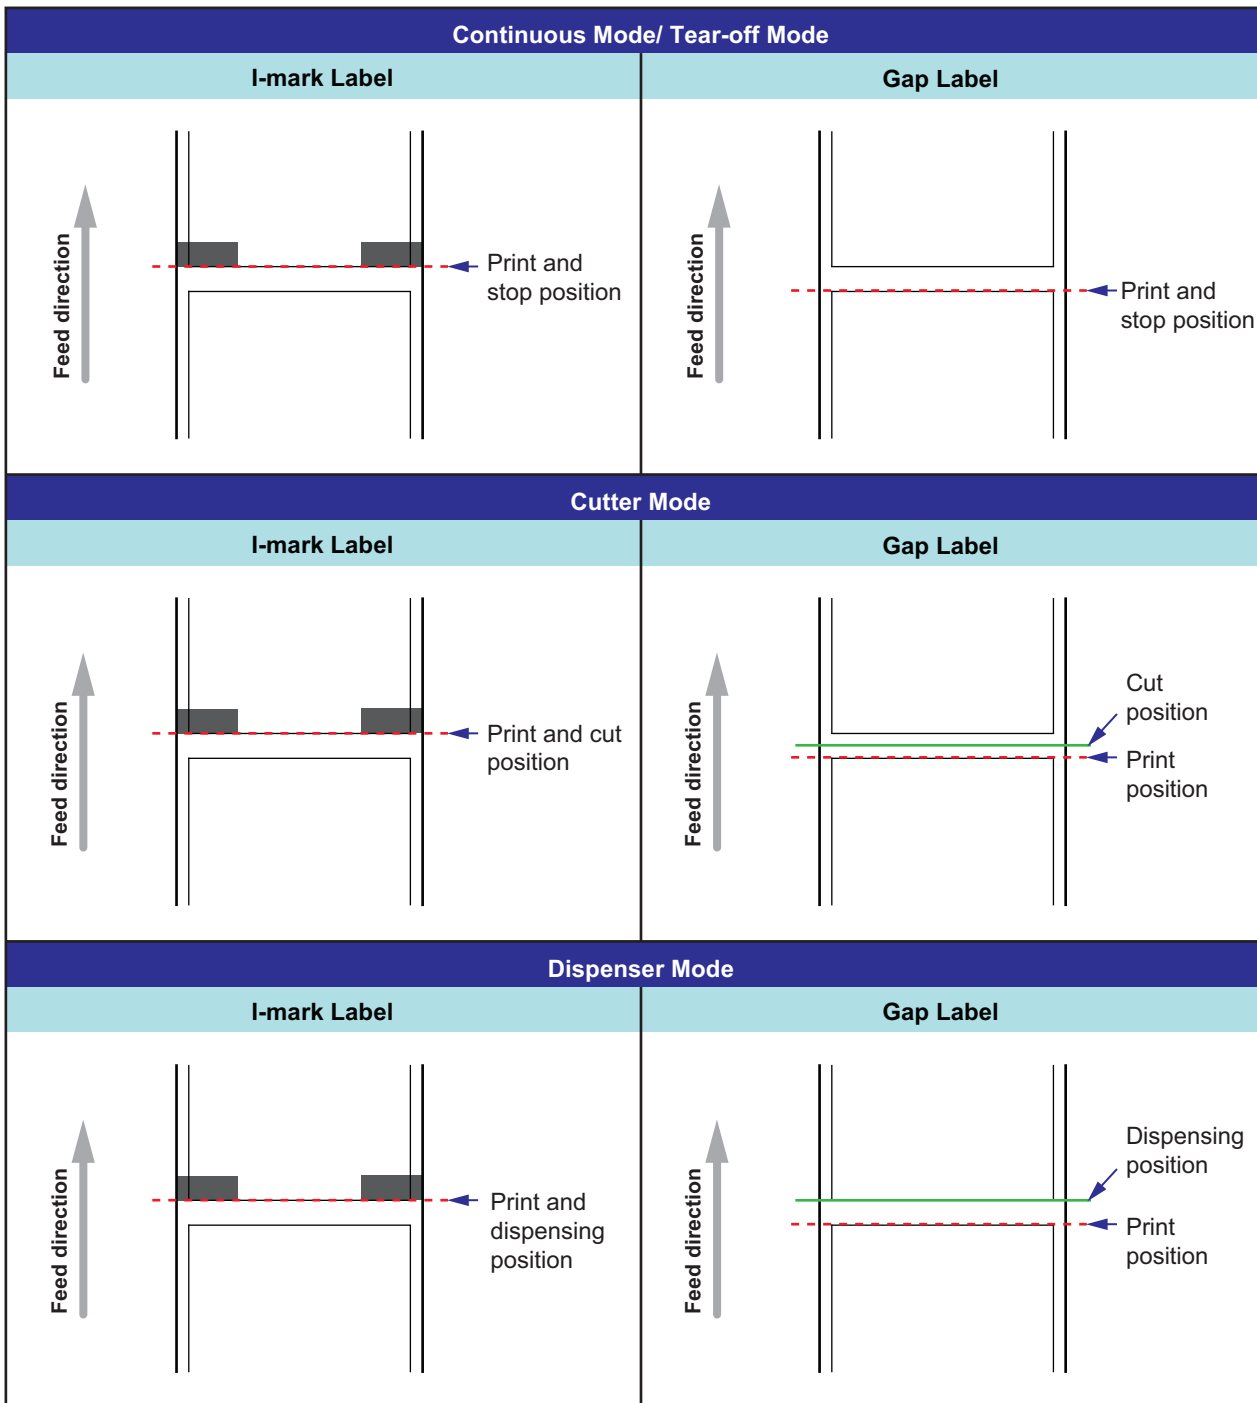 Continuous Mode/ Tear-off Mode
I-mark Label
Gap Label
Feed direction
Print and
stop position
Feed direction
Print and
stop position
Cutter Mode
I-mark Label
Gap Label
Feed direction
Print and cut
position
Feed direction
Cut
position
Print
position
Dispenser Mode
I-mark Label
Gap Label
Feed direction
Print and
dispensing
position
Feed direction
Dispensing
position
Print
position